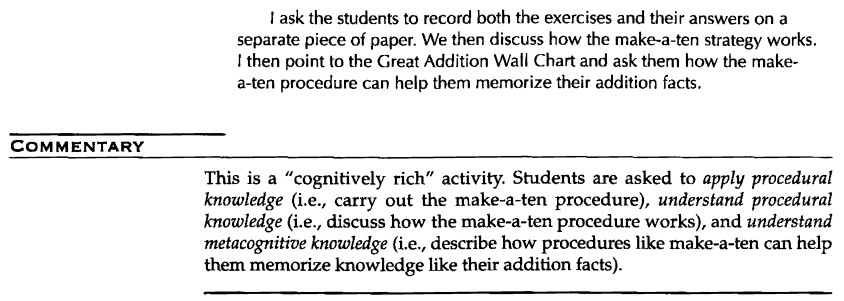 I ask the students to record both the exercises and their answers on a
separate piece of paper. We then discuss how the make-a-ten strategy works.
I then point to the Great Addition Wall Chart and ask them how the make-
a-ten procedure can help them memorize their addition facts.
COMMENTARY
This is a "cognitively rich" activity. Students are asked to apply procedural
knowledge (i.e., carry out the make-a-ten procedure), understand procedural
knowledge (i.e., discuss how the make-a-ten procedure works), and understand
metacognitive knowledge (i.e., describe how procedures like make-a-ten can help
them memorize knowledge like their addition facts).